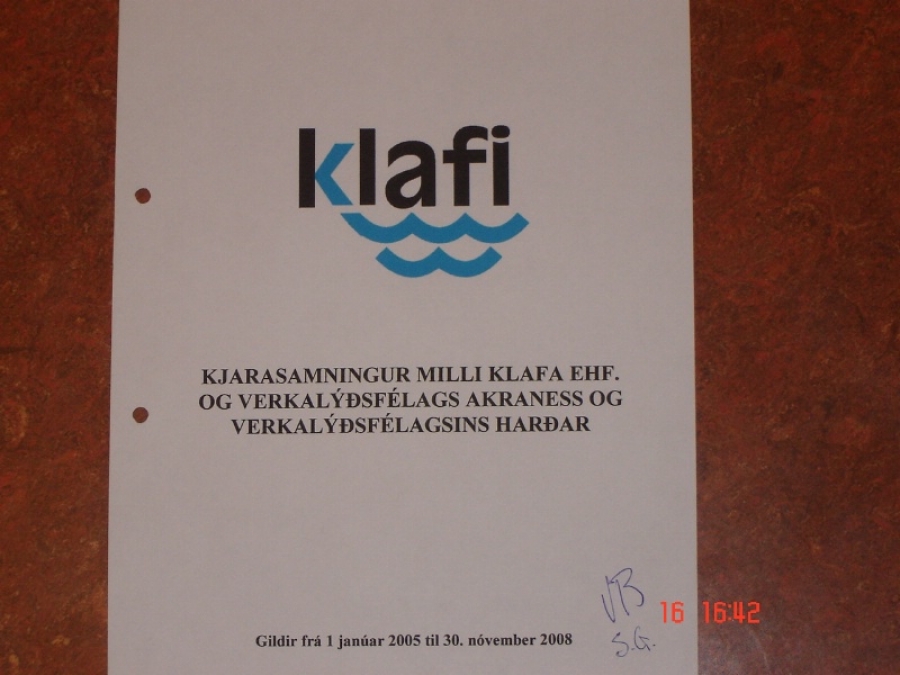 klafi
KJARASAMNINGUR MILLI KLAFA EHF.
OG VERKALÝÐSFÉLAGS AKRANESS OG
VERKALÝÐSFÉLAGSINS HARÐAR
Gildir frá 1 janúar 2005 til 30. nóvember 2008
VB
S.G.
16 16:42